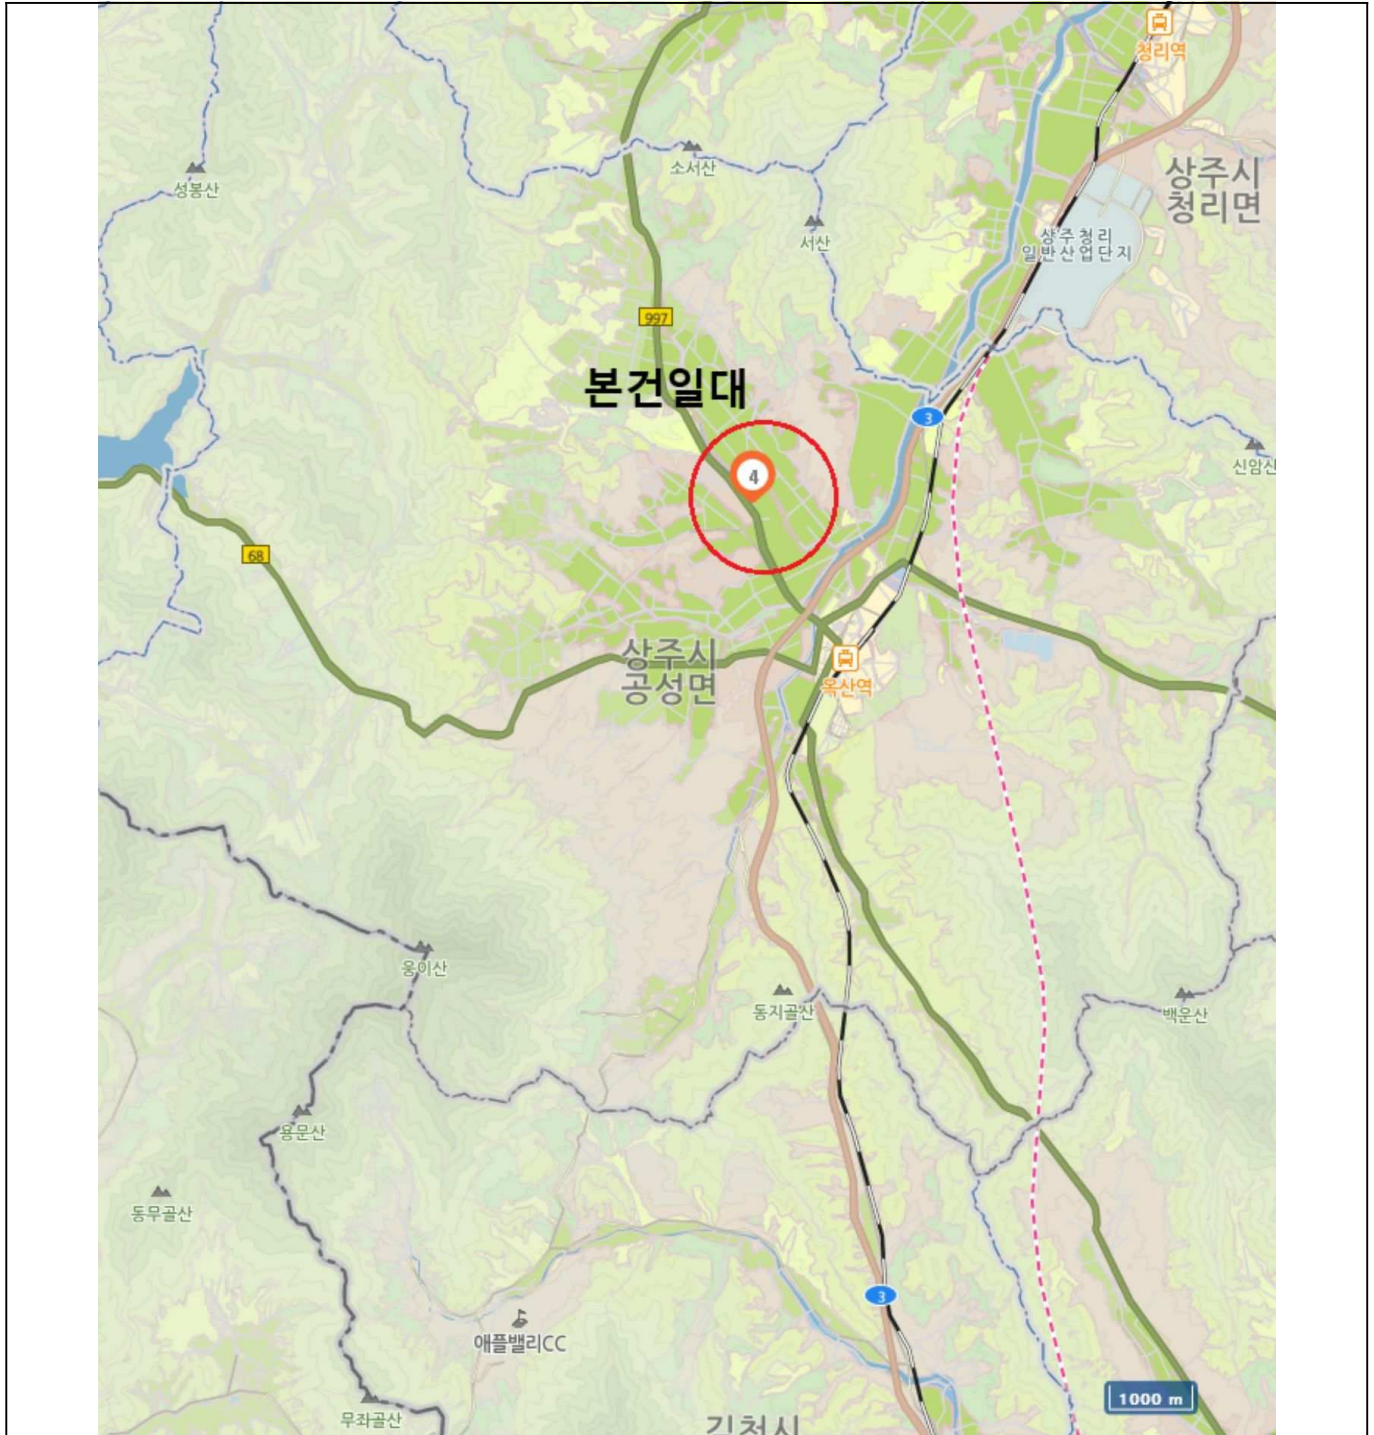 청리역
소서산
상주시
청리면
성봉산
서산
상주청리
일반산업단지
997
본건일대
3
신암산
4
68
상주시
공성면
옥산역
웅이산
동지골산
백운산
용문산
동무골산
3
애플밸리CC
1000 m
무좌골산
김천시